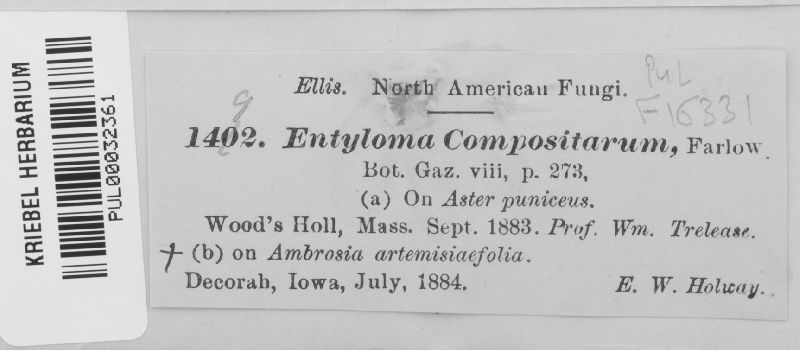 KRIEBEL HERBARIUM
PUL00032361
Ellis. North American Fungi.
PUL
F16331
9
1402. Entyloma Compositarum, Farlow.
Bot. Gaz. viii, p. 273,
(a) On Aster puniceus.
Wood's Holl, Mass. Sept. 1883. Prof. Wm. Trelease.
† (b) on Ambrosia artemisiaefolia.
Decorah, Iowa, July, 1884. E. W. Holway.